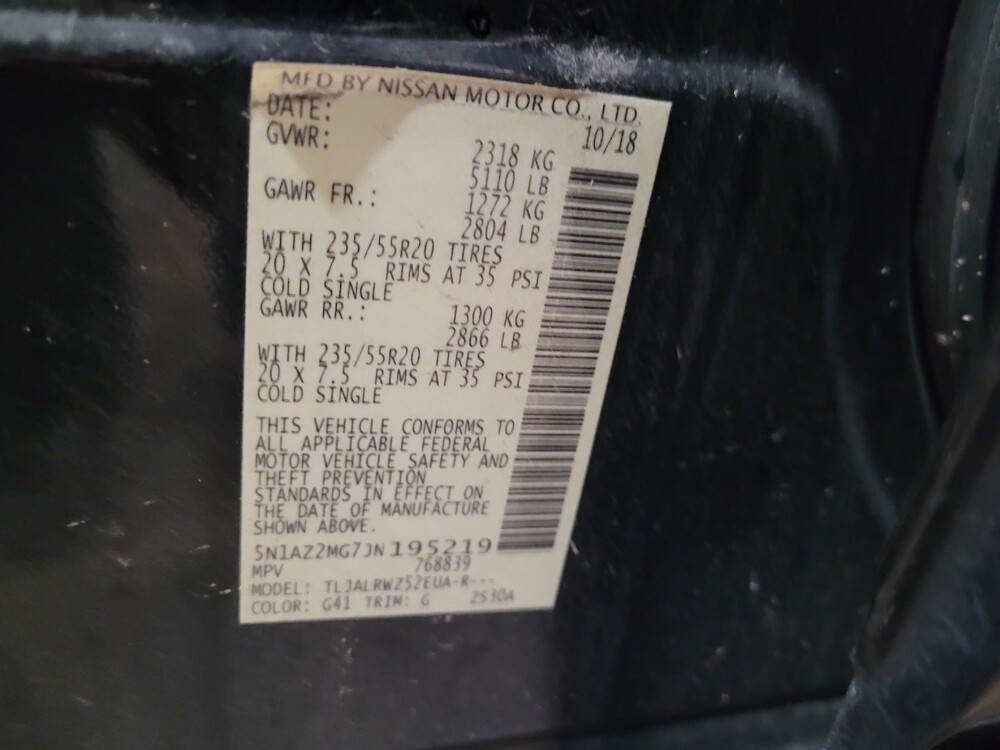 MFD BY NISSAN MOTOR CO., LTD.
DATE: 10/18
GVWR: 2318 KG
5110 LB
GAWR FR.: 1272 KG
2804 LB
WITH 235/55R20 TIRES
20 X 7.5 RIMS AT 35 PSI
COLD SINGLE
GAWR RR.: 1300 KG
2866 LB
WITH 235/55R20 TIRES
20 X 7.5 RIMS AT 35 PSI
COLD SINGLE
THIS VEHICLE CONFORMS TO
ALL APPLICABLE FEDERAL
MOTOR VEHICLE SAFETY AND
THEFT PREVENTION
STANDARDS IN EFFECT ON
THE DATE OF MANUFACTURE
SHOWN ABOVE.
5N1AZ2MG7JN195219
MPV 768839
MODEL: TLJALRWZ52EUA-R---
COLOR: G41 TRIM: G 2S30A